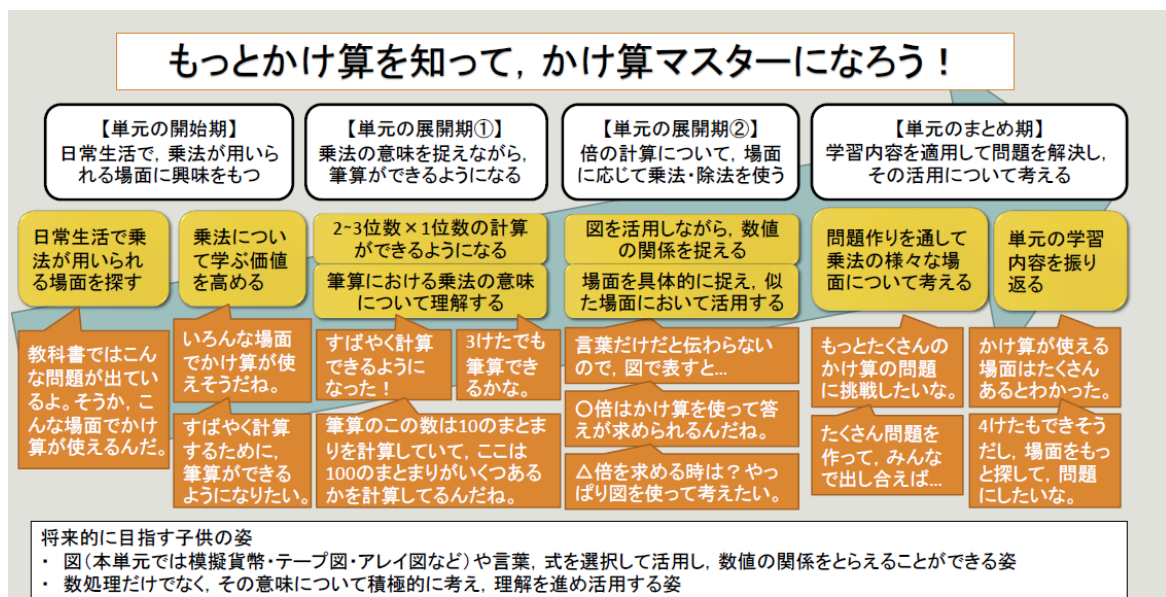 もっとかけ算を知って，かけ算マスターになろう！
【単元の開始期】
日常生活で，乗法が用いら
れる場面に興味をもつ
【単元の展開期①】
乗法の意味を捉えながら，
筆算ができるようになる
【単元の展開期②】
倍の計算について，場面
に応じて乗法・除法を使う
【単元のまとめ期】
学習内容を適用して問題を解決し，
その活用について考える
日常生活で乗
法が用いられ
る場面を探す
乗法につい
て学ぶ価値
を高める
2~3位数×1位数の計算
ができるようになる
筆算における乗法の意味
について理解する
図を活用しながら，数値
の関係を捉える
場面を具体的に捉え，似
た場面において活用する
問題作りを通して
乗法の様々な場
面について考える
単元の学習
内容を振り
返る
教科書ではこん
な問題が出てい
るよ。そうか，こ
んな場面でかけ
算が使えるんだ。
いろんな場面
でかけ算が使
えそうだね。
すばやく計算
するために，
筆算ができる
ようになりたい。
すばやく計算
できるように
なった！
3けたでも
筆算でき
るかな。
筆算のこの数は10のまとま
りを計算していて，ここは
100のまとまりがいくつある
かを計算してるんだね。
言葉だけだと伝わらない
ので，図で表すと…
〇倍はかけ算を使って答
えが求められるんだね。
△倍を求める時は？やっ
ぱり図を使って考えたい。
もっとたくさんの
かけ算の問題
に挑戦したいな。
たくさん問題を
作って，みんな
で出し合えば…
かけ算が使える
場面はたくさん
あるとわかった。
4けたもできそう
だし，場面をもっ
と探して，問題
にしたいな。
将来的に目指す子供の姿
・ 図（本単元では模擬貨幣・テープ図・アレイ図など）や言葉，式を選択して活用し，数値の関係をとらえることができる姿
・ 数処理だけでなく，その意味について積極的に考え，理解を進め活用する姿